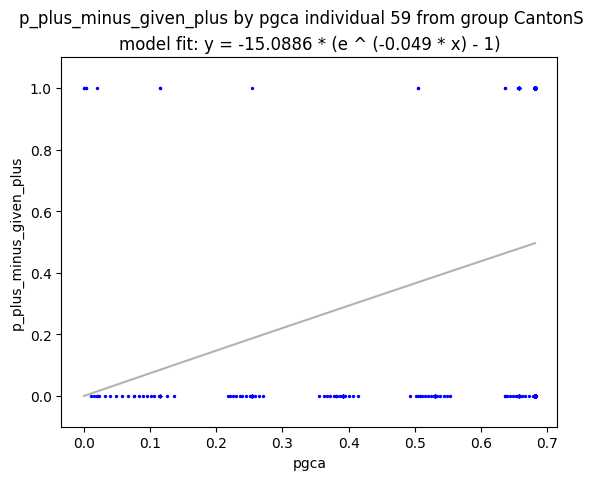 p_plus_minus_given_plus by pgca individual 59 from group CantonS
model fit: y = -15.0886 * (e ^ (-0.049 * x) - 1)
1.0
0.8
0.6
0.4
0.2
0.0
p_plus_minus_given_plus
0.0 0.1 0.2 0.3 0.4 0.5 0.6 0.7
pgca